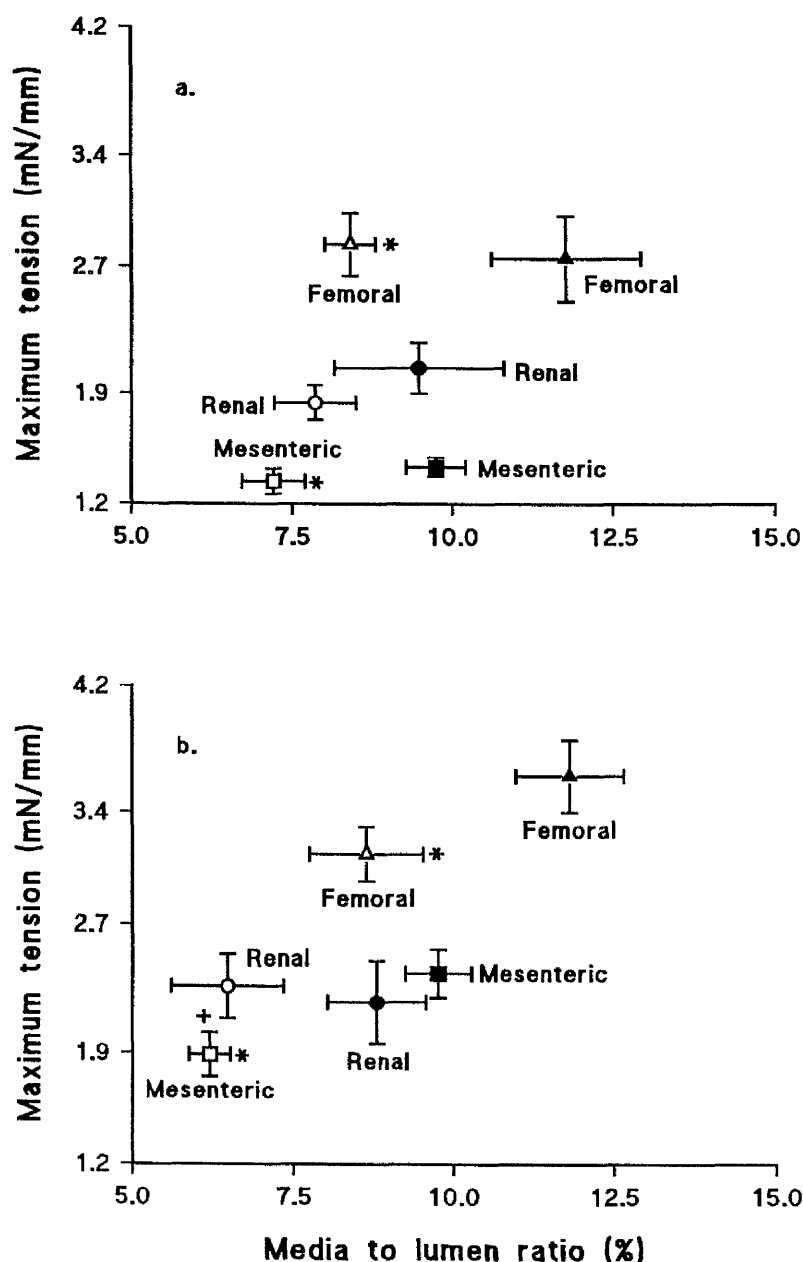 4.2
a.
3.4
Maximum tension (mN/mm)
*
2.7
Femoral
Femoral
Renal
1.9
Renal
Mesenteric
Mesenteric
*
1.2
5.0 7.5 10.0 12.5 15.0
4.2
b.
3.4
Femoral
Maximum tension (mN/mm)
*
Femoral
2.7
Renal
Mesenteric
+
1.9
*
Renal
Mesenteric
1.2
5.0 7.5 10.0 12.5 15.0
Media to lumen ratio (%)